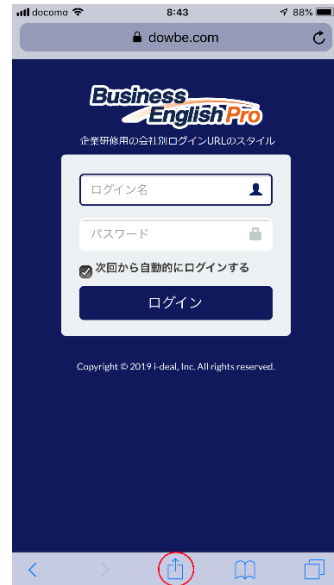 docomo 8:43 88%
dowbe.com
Business
English Pro
企業研修用の会社別ログインURLのスタイル
ログイン名
パスワード
次回から自動的にログインする
ログイン
Copyright © 2019 i-deal, Inc. All rights reserved.